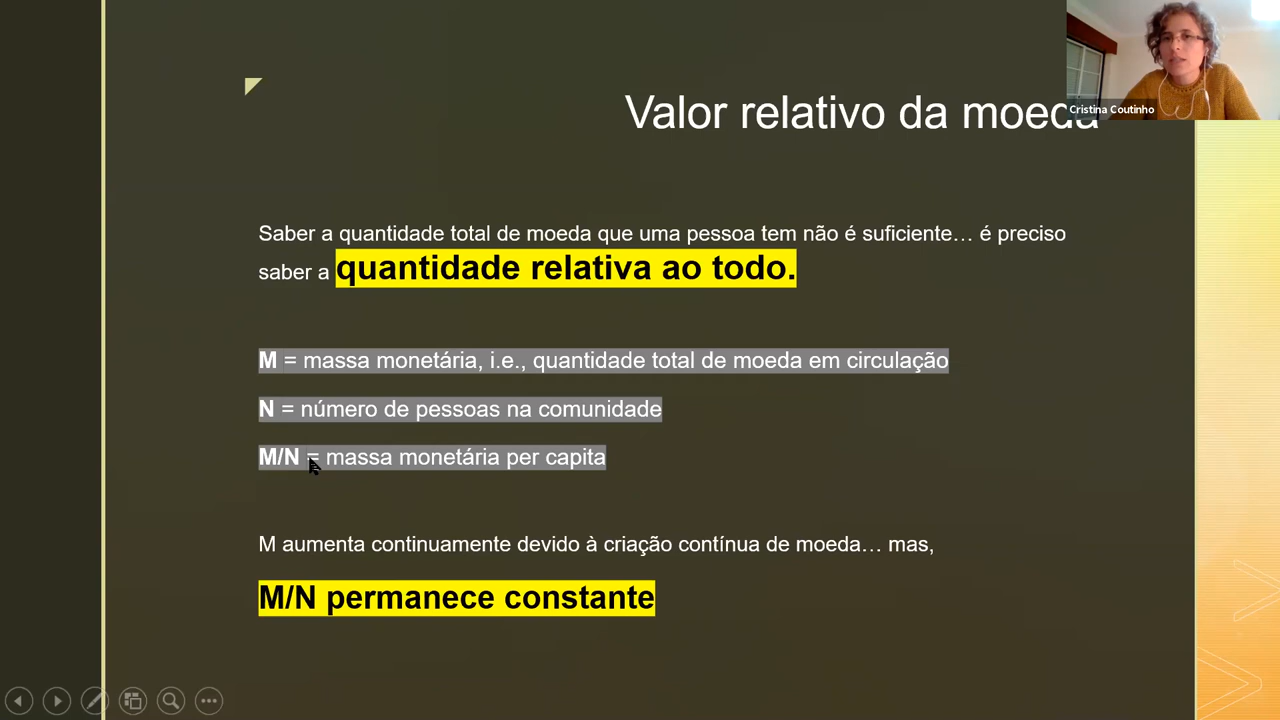 Valor relativo da moeda
Cristina Coutinho
Saber a quantidade total de moeda que uma pessoa tem não é suficiente… é preciso
saber a quantidade relativa ao todo.
M = massa monetária, i.e., quantidade total de moeda em circulação
N = número de pessoas na comunidade
M/N = massa monetária per capita
M aumenta continuamente devido à criação contínua de moeda… mas,
M/N permanece constante